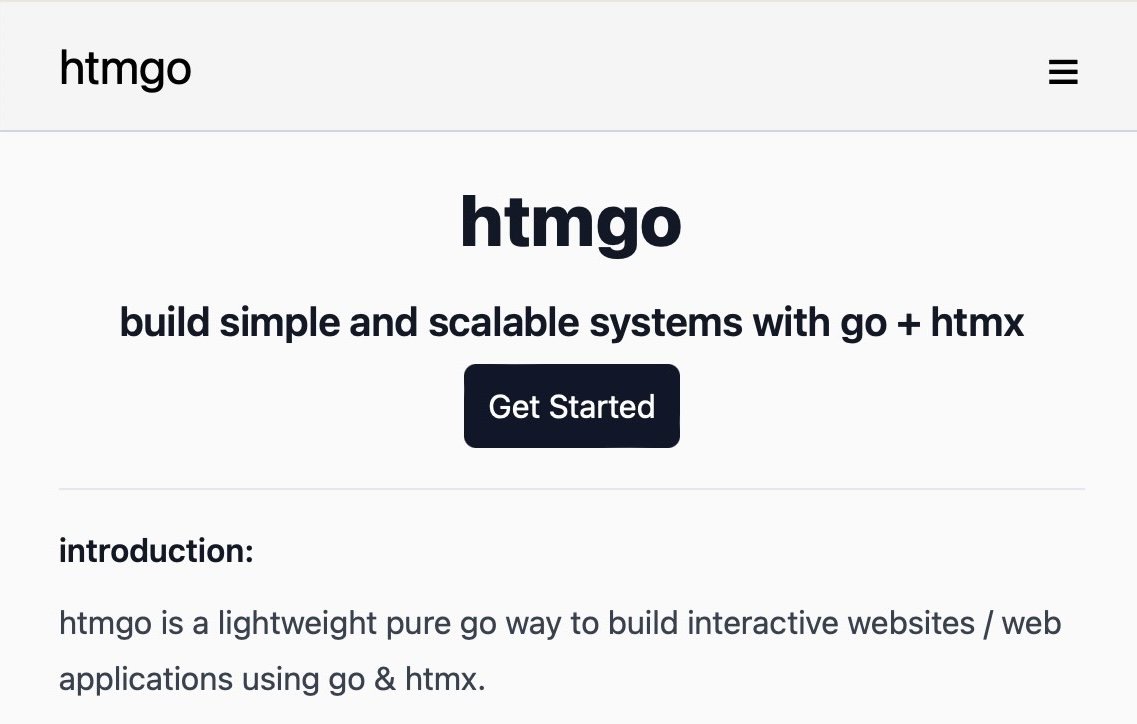 htmgo
htmgo
build simple and scalable systems with go + htmx
Get Started
introduction:
htmgo is a lightweight pure go way to build interactive websites / web
applications using go & htmx.